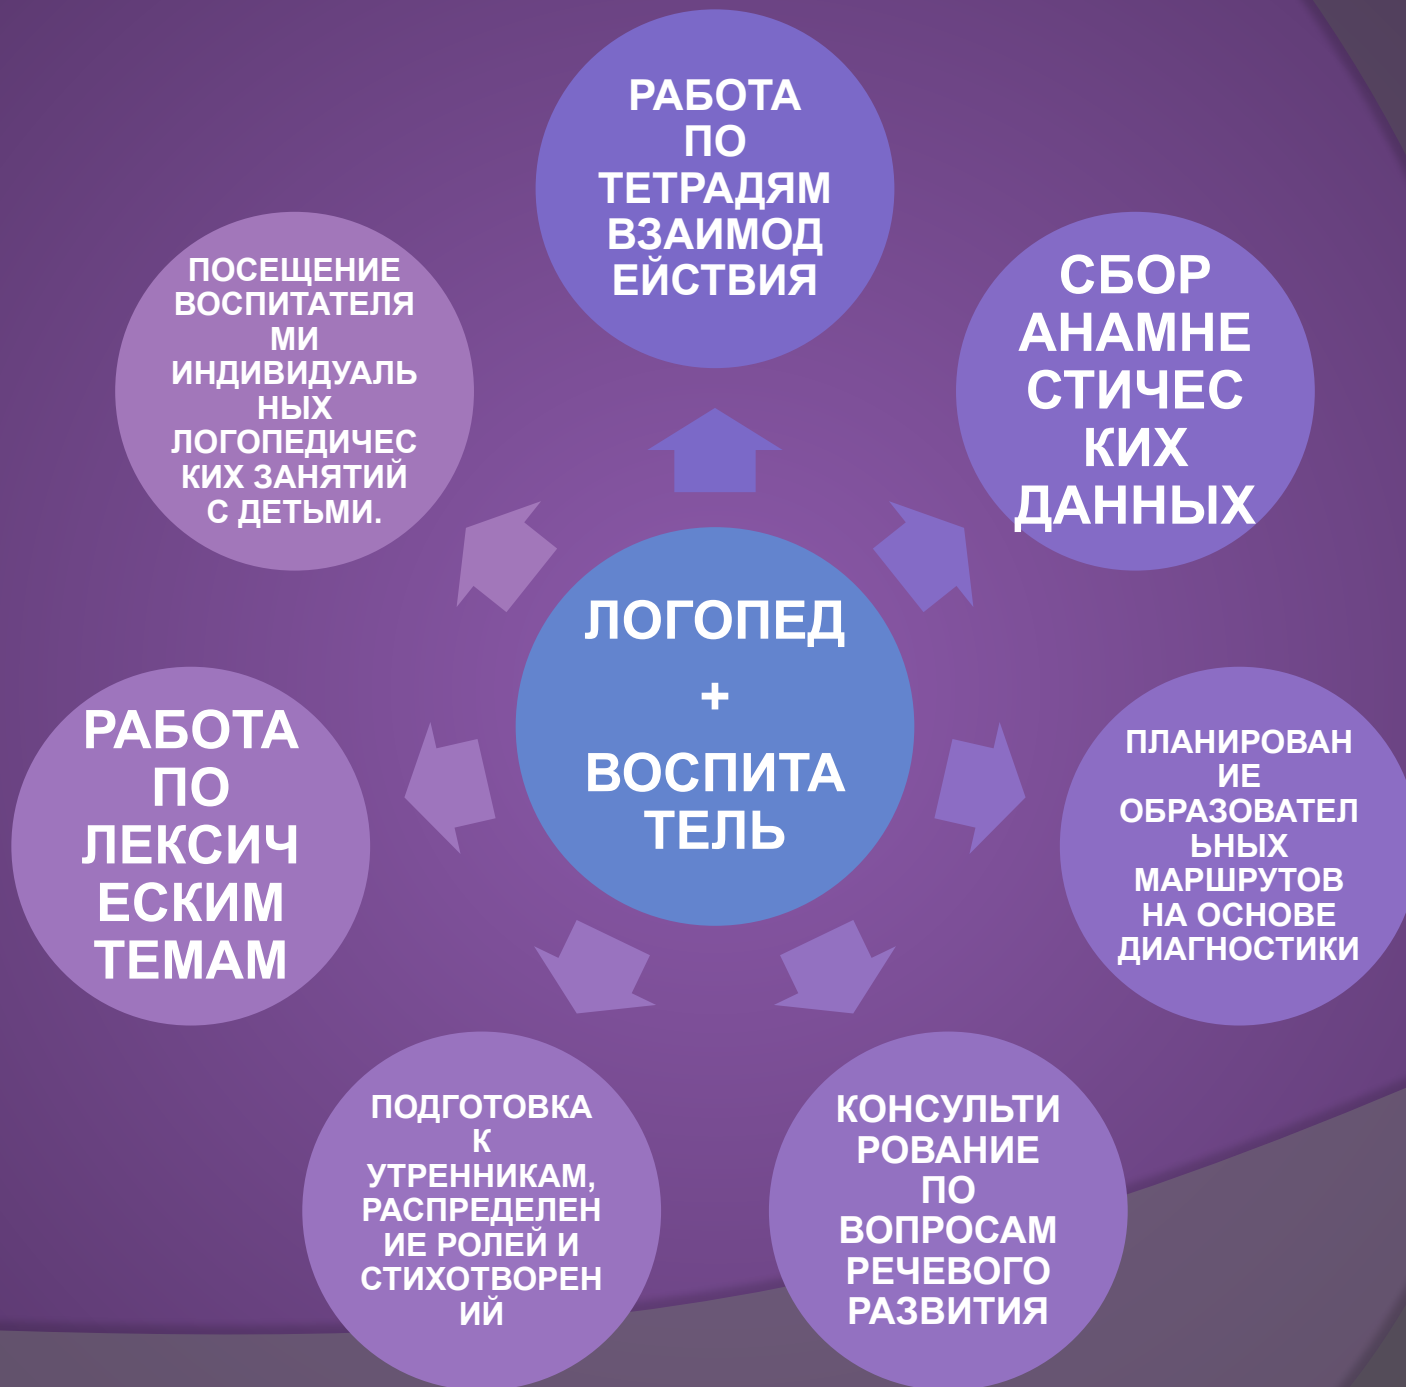 РАБОТА
ПО
ТЕТРАДЯМ
ВЗАИМОД
ЕЙСТВИЯ
СБОР
АНАМНЕ
СТИЧЕС
КИХ
ДАННЫХ
ПЛАНИРОВАН
ИЕ
ОБРАЗОВАТЕЛ
ЬНЫХ
МАРШРУТОВ
НА ОСНОВЕ
ДИАГНОСТИКИ
КОНСУЛЬТИ
РОВАНИЕ
ПО
ВОПРОСАМ
РЕЧЕВОГО
РАЗВИТИЯ
ПОДГОТОВКА
К
УТРЕННИКАМ,
РАСПРЕДЕЛЕН
ИЕ РОЛЕЙ И
СТИХОТВОРЕН
ИЙ
РАБОТА
ПО
ЛЕКСИЧ
ЕСКИМ
ТЕМАМ
ПОСЕЩЕНИЕ
ВОСПИТАТЕЛЯ
МИ
ИНДИВИДУАЛЬ
НЫХ
ЛОГОПЕДИЧЕС
КИХ ЗАНЯТИЙ
С ДЕТЬМИ.
ЛОГОПЕД
+
ВОСПИТА
ТЕЛЬ